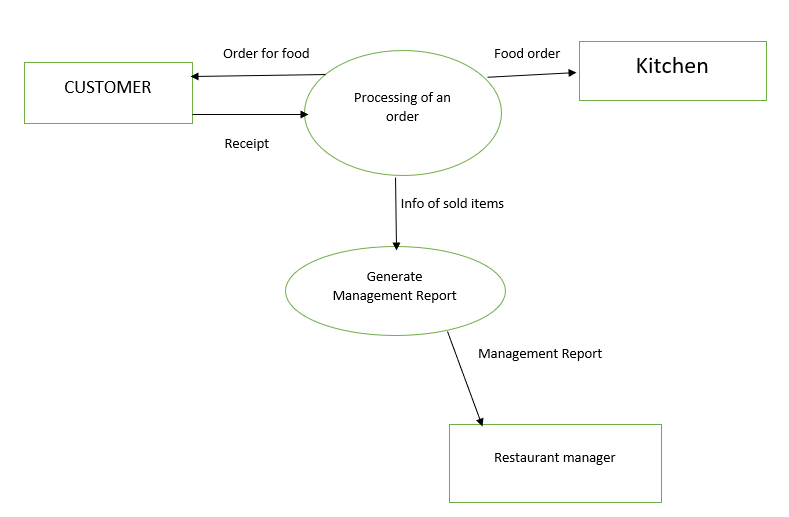 Order for food
Food order
CUSTOMER
Kitchen
Processing of an
order
Receipt
Info of sold items
Generate
Management Report
Management Report
Restaurant manager